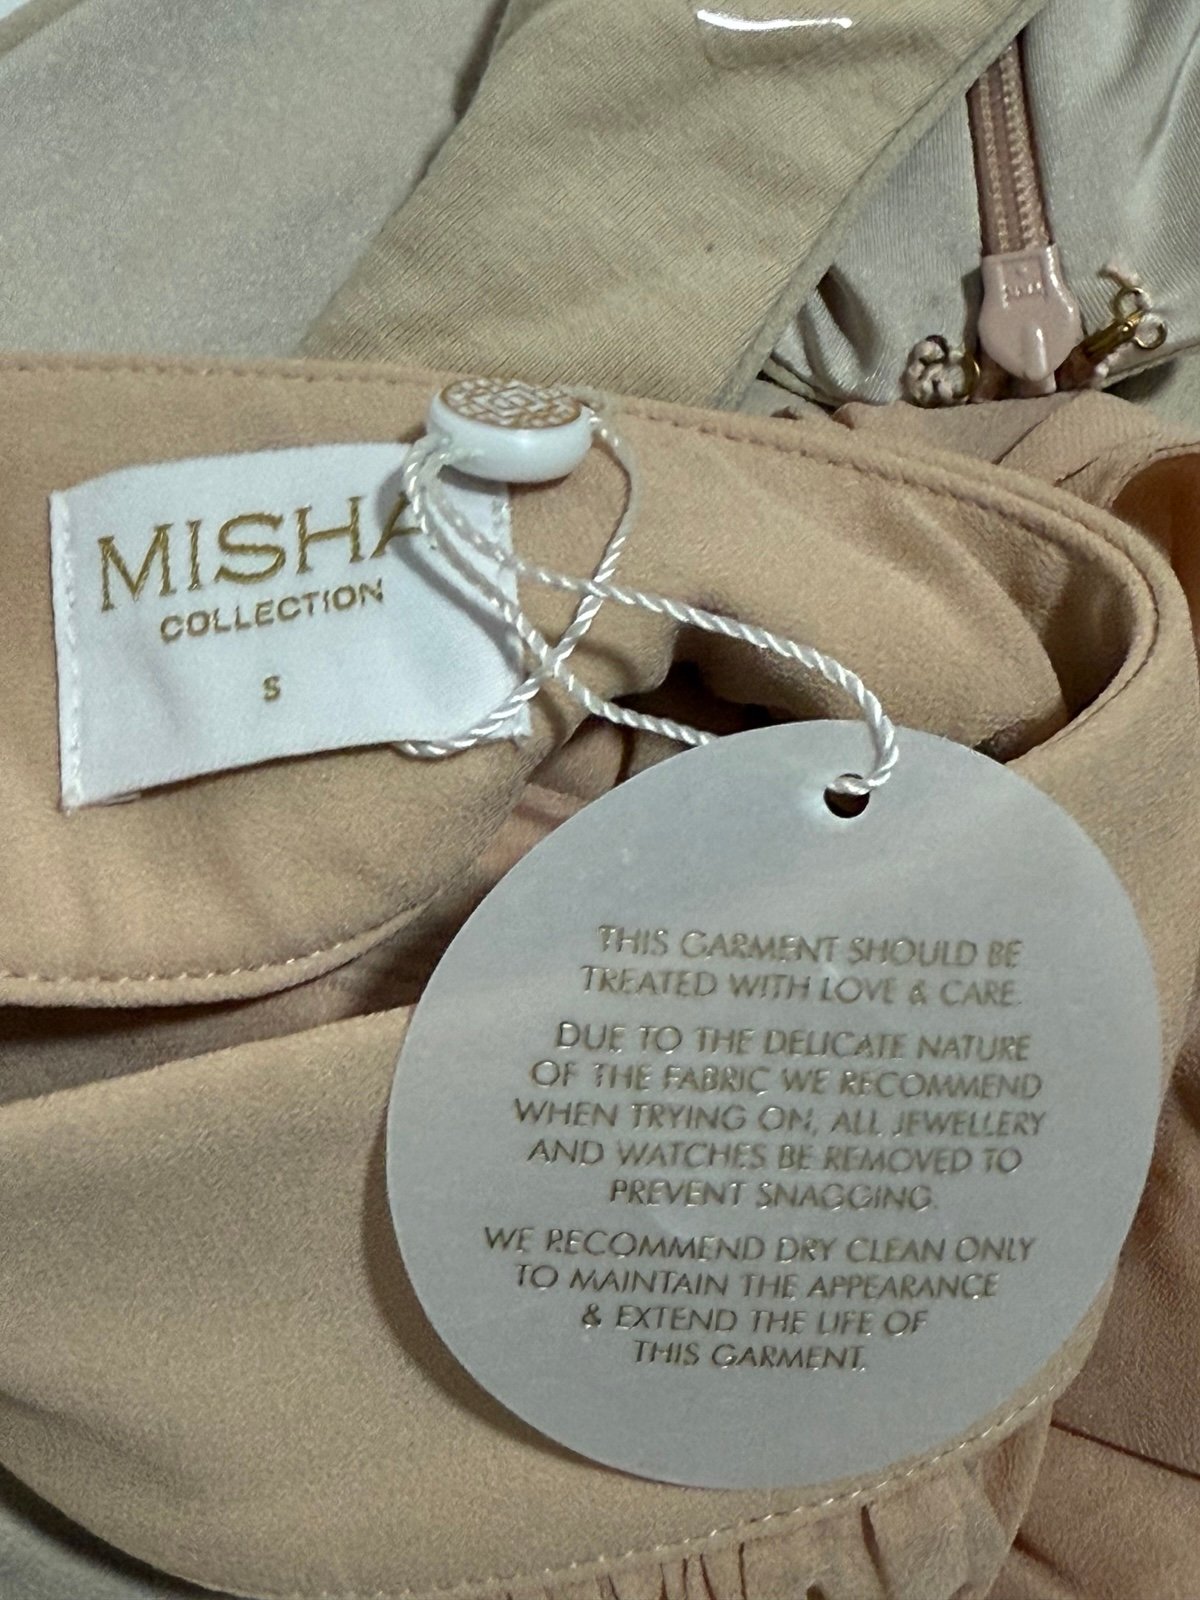 MISHA
COLLECTION
S
THIS GARMENT SHOULD BE
TREATED WITH LOVE & CARE.
DUE TO THE DELICATE NATURE
OF THE FABRIC WE RECOMMEND
WHEN TRYING ON, ALL JEWELLERY
AND WATCHES BE REMOVED TO
PREVENT SNAGGING.
WE RECOMMEND DRY CLEAN ONLY
TO MAINTAIN THE APPEARANCE
& EXTEND THE LIFE OF
THIS GARMENT.